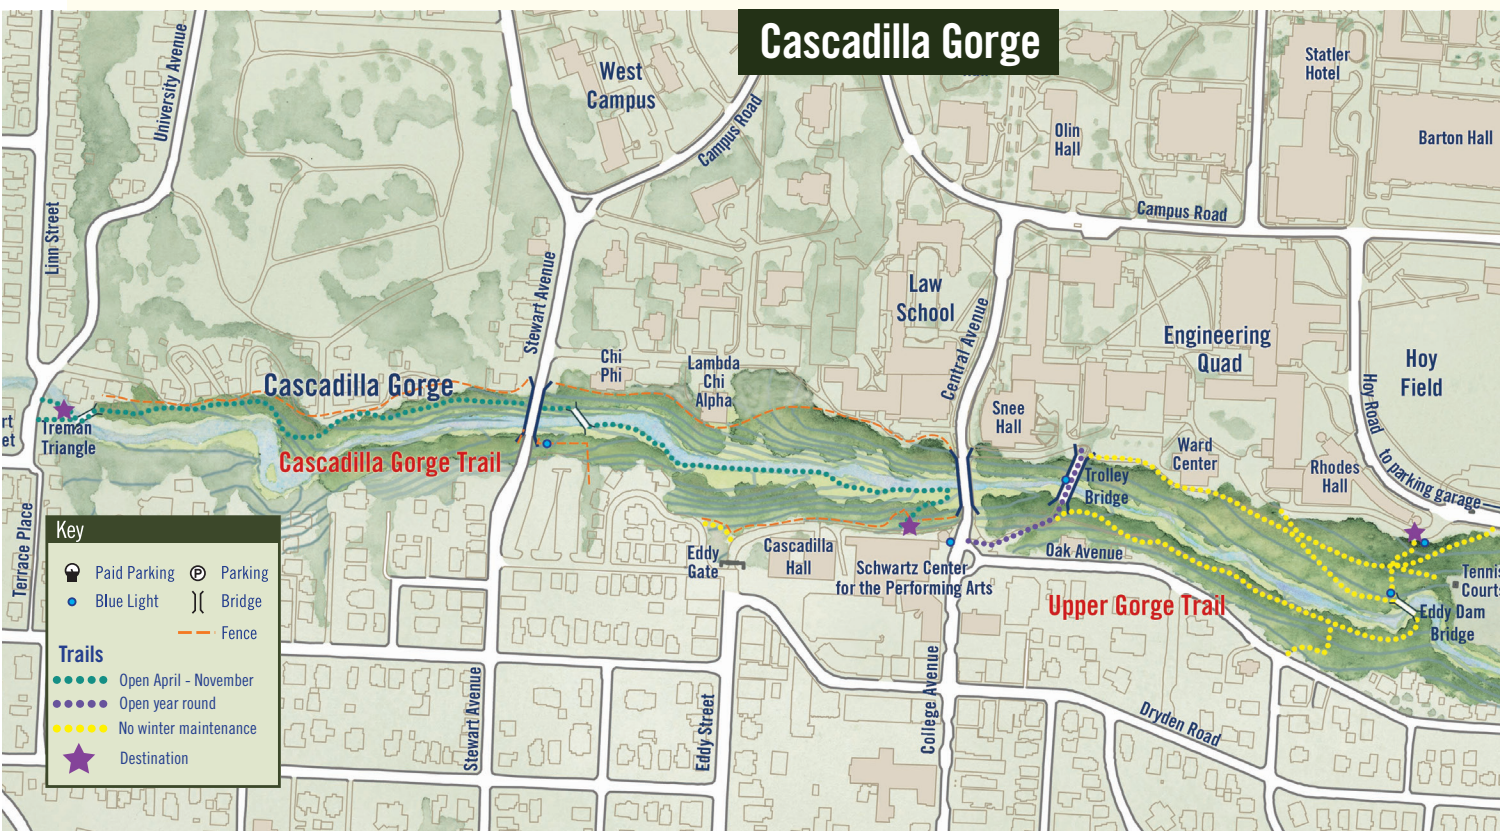 Cascadilla Gorge
University Avenue
West
Campus
Campus Road
Statler
Hotel
Olin
Hall
Barton Hall
Campus Road
Linn Street
Stewart Avenue
Law
School
Central Avenue
Engineering
Quad
Hoy
Field
Hoy Road
to parking garage
Chi
Phi
Lambda
Chi
Alpha
Cascadilla Gorge
Treman
Triangle
Cascadilla Gorge Trail
Snee
Hall
Ward
Center
Trolley
Bridge
Rhodes
Hall
Terrace Place
Key
Paid Parking
P
Parking
Blue Light
Bridge
Fence
Trails
Open April - November
Open year round
No winter maintenance
Destination
Eddy
Gate
Cascadilla
Hall
Schwartz Center
for the Performing Arts
Oak Avenue
Upper Gorge Trail
Tennis
Courts
Eddy Dam
Bridge
Stewart Avenue
Eddy Street
College Avenue
Dryden Road